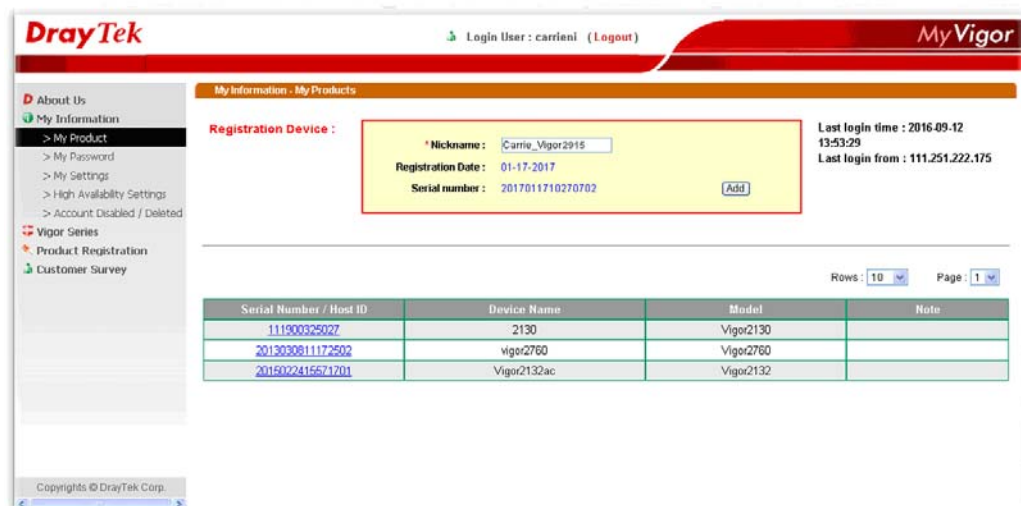 DrayTek
Login User : carrieni (Logout)
MyVigor
About Us
My Information
> My Product
> My Password
> My Settings
> High Availability Settings
> Account Disabled / Deleted
Vigor Series
Product Registration
Customer Survey
Copyrights © DrayTek Corp.
My Information - My Products
Registration Device :
* Nickname : Carrie_Vigor2915
Registration Date : 01-17-2017
Serial number : 2017011710270702 Add
Last login time : 2016-09-12
13:53:29
Last login from : 111.251.222.175
Rows : 10 Page : 1
Serial Number / Host ID Device Name Model Note
111900325027 2130 Vigor2130
2013030811172502 vigor2760 Vigor2760
2015022415571701 Vigor2132ac Vigor2132